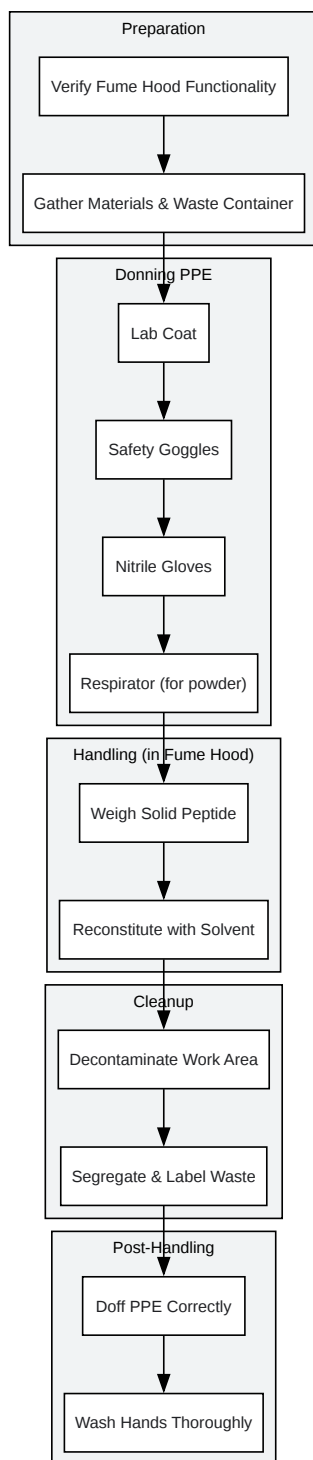 Preparation
Verify Fume Hood Functionality
Gather Materials & Waste Container
Donning PPE
Lab Coat
Safety Goggles
Nitrile Gloves
Respirator (for powder)
Handling (in Fume Hood)
Weigh Solid Peptide
Reconstitute with Solvent
Cleanup
Decontaminate Work Area
Segregate & Label Waste
Post-Handling
Doff PPE Correctly
Wash Hands Thoroughly